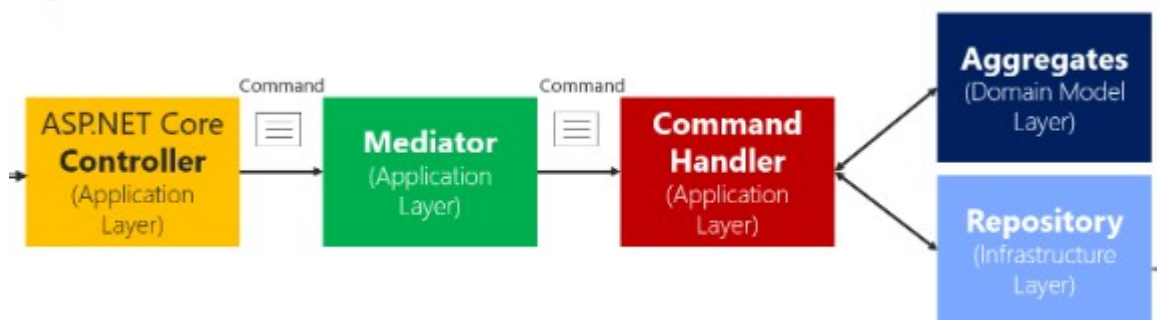 ASP.NET Core
Controller
(Application
Layer)
Command
Mediator
(Application
Layer)
Command
Command
Handler
(Application
Layer)
Aggregates
(Domain Model
Layer)
Repository
(Infrastructure
Layer)